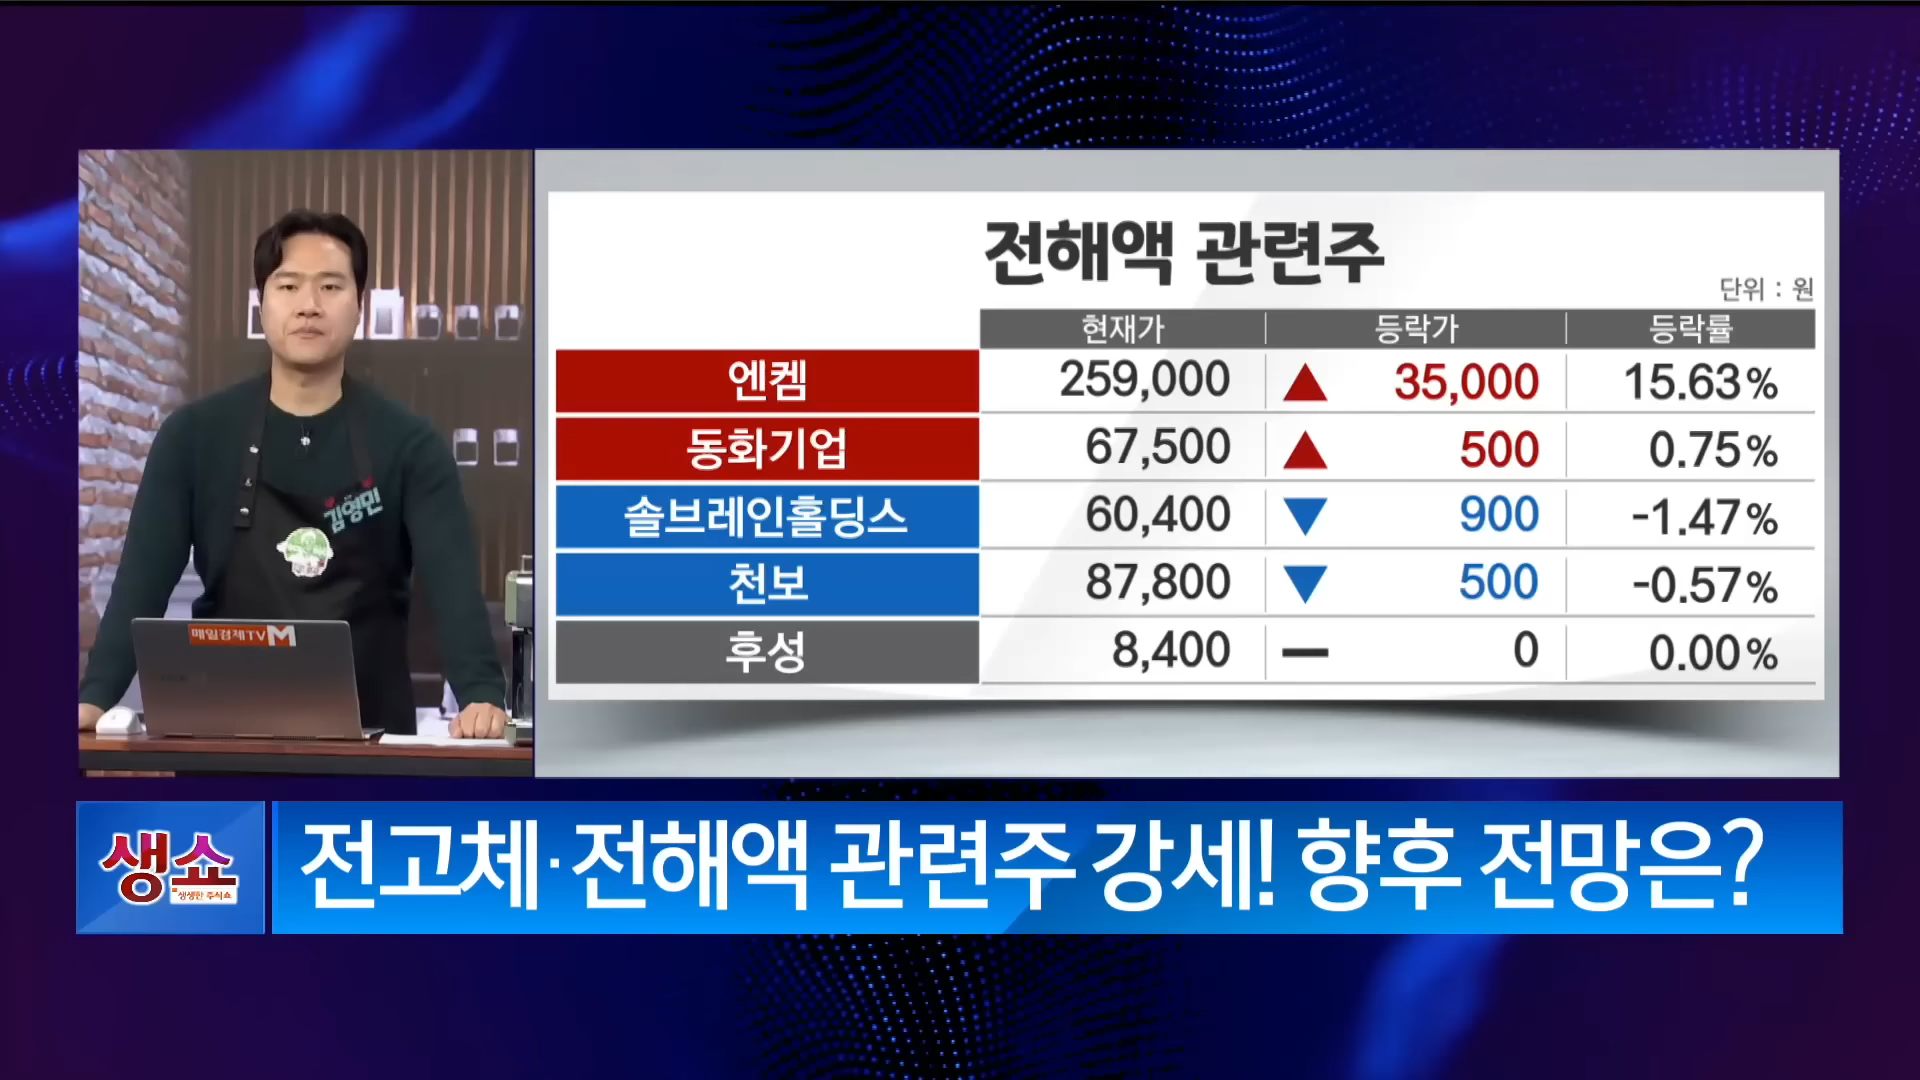 전해액 관련주
단위 : 원
현재가 등락가 등락률
엔켐 259,000 ▲ 35,000 15.63%
동화기업 67,500 ▲ 500 0.75%
솔브레인홀딩스 60,400 ▼ 900 -1.47%
천보 87,800 ▼ 500 -0.57%
후성 8,400 — 0 0.00%
김영민
매일경제TV M
생쇼
생생한 주식쇼
전고체·전해액 관련주 강세! 향후 전망은?